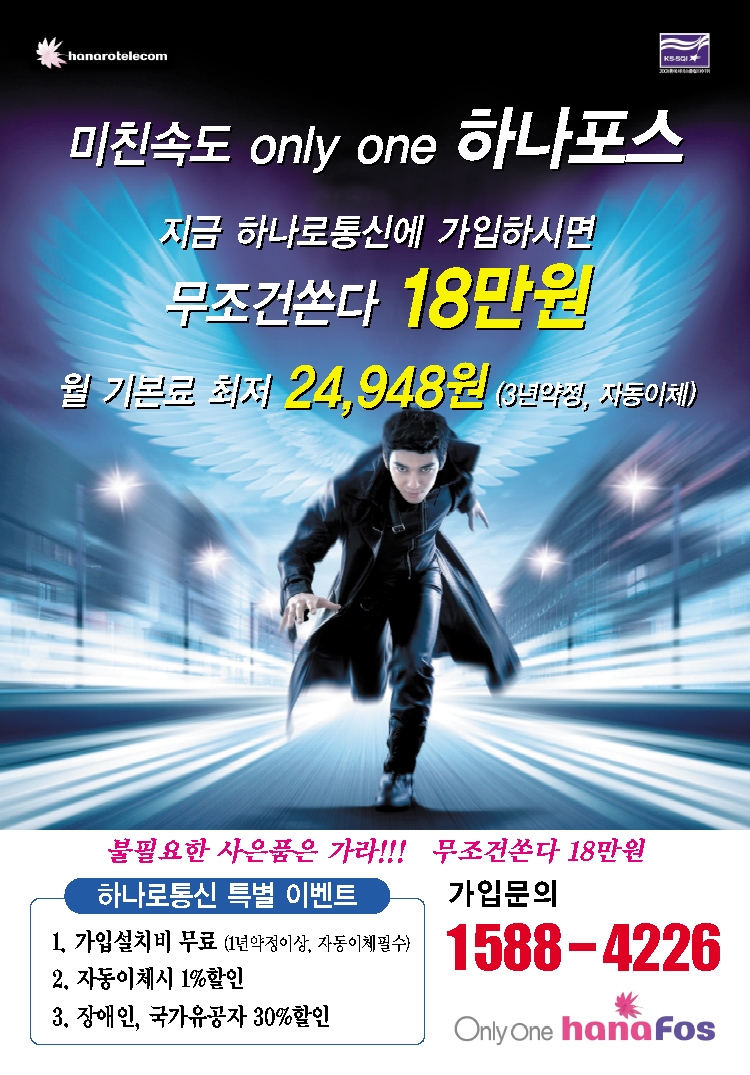 hanarotelecom
KS-SQI
미친속도 only one 하나포스
지금 하나로통신에 가입하시면
무조건쏜다 18만원
월 기본료 최저 24,948원 (3년약정, 자동이체)
불필요한 사은품은 가라!!! 무조건쏜다 18만원
하나로통신 특별 이벤트
1. 가입설치비 무료 (1년약정이상, 자동이체필수)
2. 자동이체시 1%할인
3. 장애인, 국가유공자 30%할인
가입문의
1588-4226
Only One hanaFos